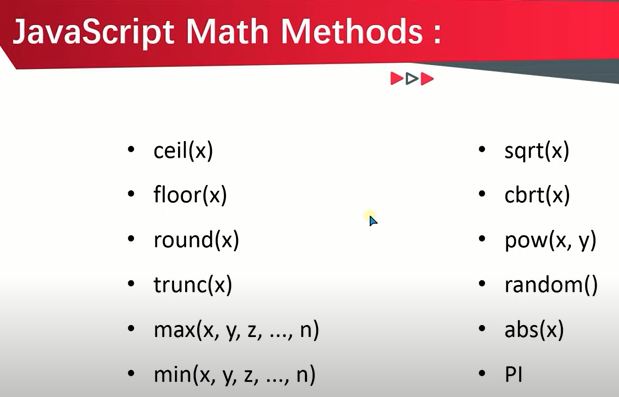 JavaScript Math Methods :
• ceil(x)
• floor(x)
• round(x)
• trunc(x)
• max(x, y, z, ..., n)
• min(x, y, z, ..., n)
• sqrt(x)
• cbrt(x)
• pow(x, y)
• random()
• abs(x)
• PI